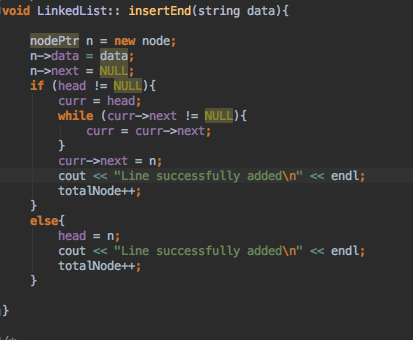 void LinkedList:: insertEnd(string data){
nodePtr n = new node;
n->data = data;
n->next = NULL;
if (head != NULL){
curr = head;
while (curr->next != NULL){
curr = curr->next;
}
curr->next = n;
cout << "Line successfully added\n" << endl;
totalNode++;
}
else{
head = n;
cout << "Line successfully added\n" << endl;
totalNode++;
}
}